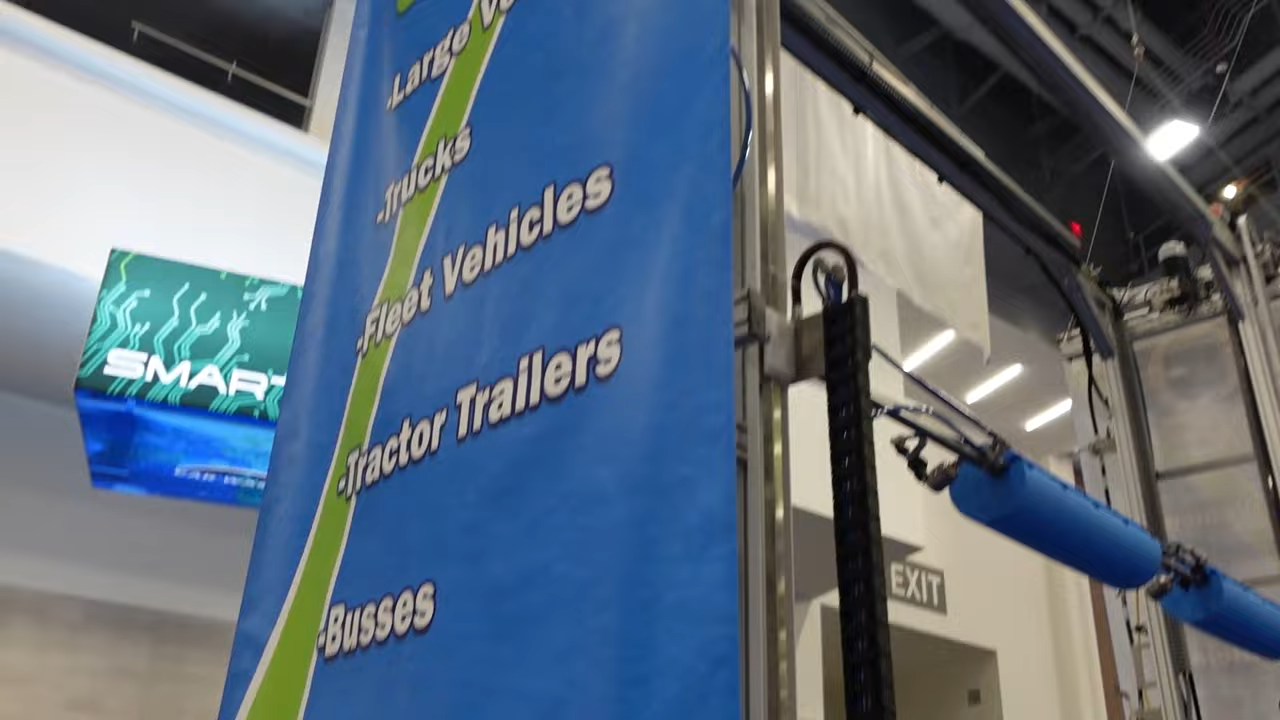 -Large
-Trucks
-Fleet Vehicles
-Tractor Trailers
-Busses
SMART
EXIT